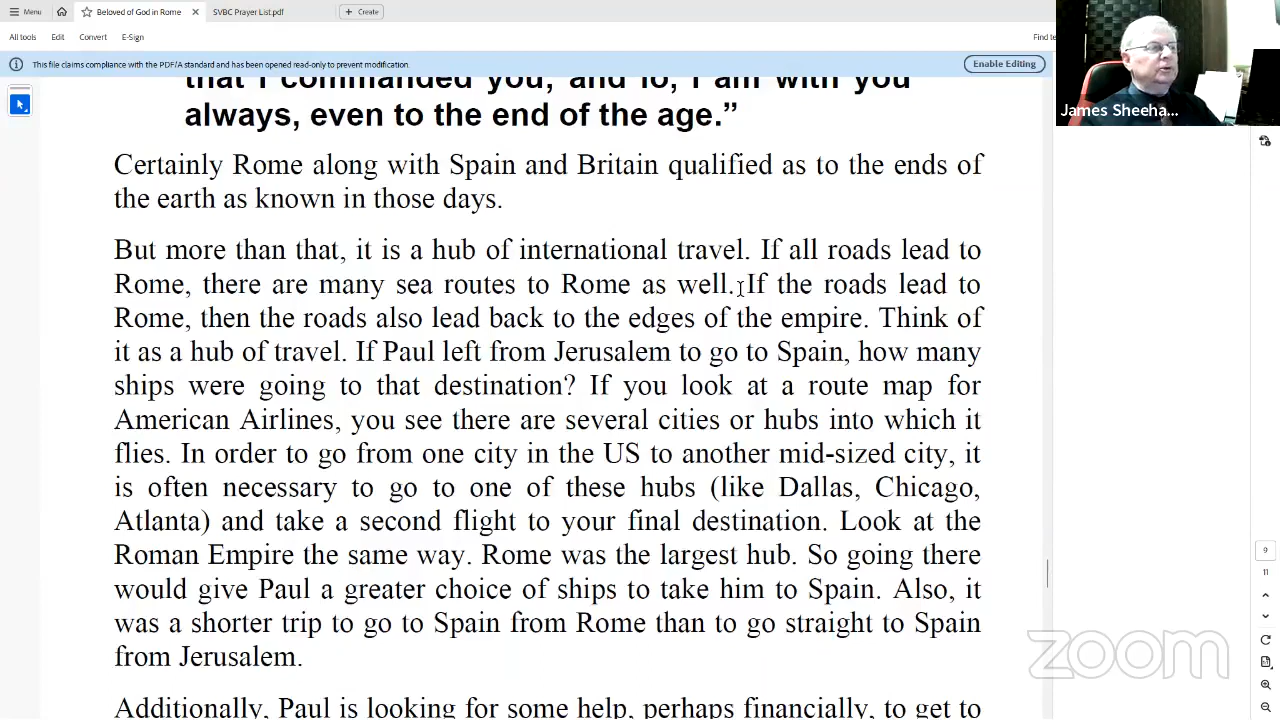 Menu
Beloved of God in Rome
SVBC Prayer List.pdf
Create
All tools Edit Convert E-Sign
Find te
This file claims compliance with the PDF/A standard and has been opened read-only to prevent modification.
Enable Editing
James Sheeha...
that I commanded you; and lo, I am with you
always, even to the end of the age.”
Certainly Rome along with Spain and Britain qualified as to the ends of
the earth as known in those days.
But more than that, it is a hub of international travel. If all roads lead to
Rome, there are many sea routes to Rome as well. If the roads lead to
Rome, then the roads also lead back to the edges of the empire. Think of
it as a hub of travel. If Paul left from Jerusalem to go to Spain, how many
ships were going to that destination? If you look at a route map for
American Airlines, you see there are several cities or hubs into which it
flies. In order to go from one city in the US to another mid-sized city, it
is often necessary to go to one of these hubs (like Dallas, Chicago,
Atlanta) and take a second flight to your final destination. Look at the
Roman Empire the same way. Rome was the largest hub. So going there
would give Paul a greater choice of ships to take him to Spain. Also, it
was a shorter trip to go to Spain from Rome than to go straight to Spain
from Jerusalem.
Additionally, Paul is looking for some help, perhaps financially, to get to
9
11
zoom